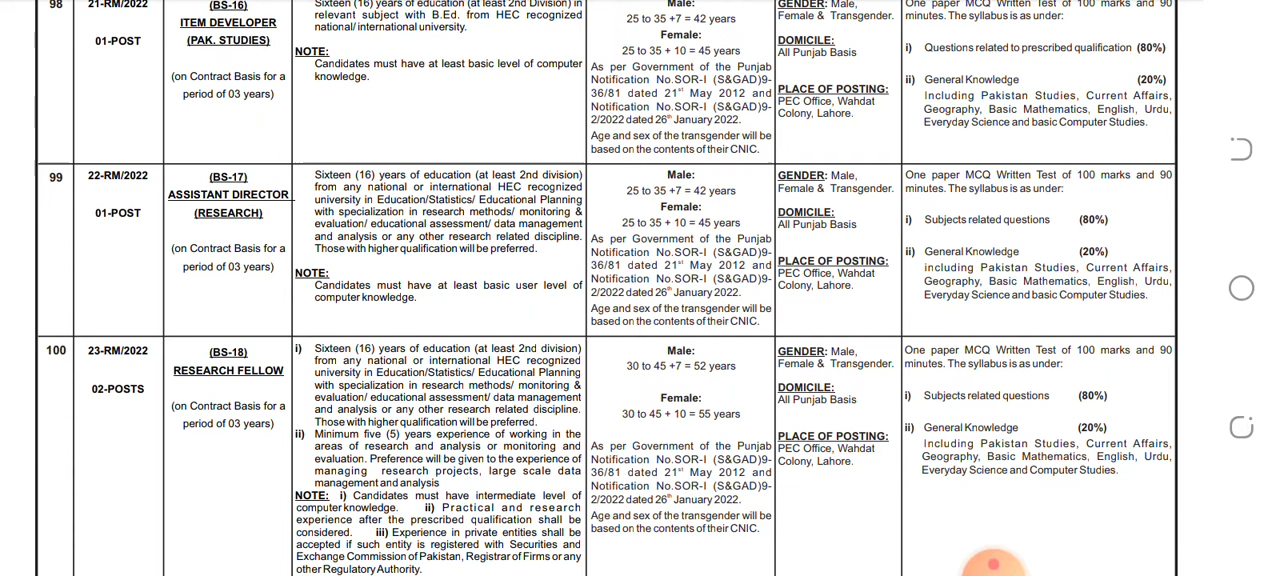 98
21-RM/2022
01-POST
(BS-16)
ITEM DEVELOPER
(PAK. STUDIES)
(on Contract Basis for a
period of 03 years)
Sixteen (16) years of education (at least 2nd Division) in
relevant subject with B.Ed. from HEC recognized
national/ international university.
NOTE:
Candidates must have at least basic level of computer
knowledge.
Male:
25 to 35 +7 = 42 years
Female:
25 to 35 + 10 = 45 years
As per Government of the Punjab
Notification No.SOR-I (S&GAD)9-
36/81 dated 21st May 2012 and
Notification No.SOR-I (S&GAD)9-
2/2022 dated 26th January 2022.
Age and sex of the transgender will be
based on the contents of their CNIC.
GENDER: Male,
Female & Transgender.
DOMICILE:
All Punjab Basis
PLACE OF POSTING:
PEC Office, Wahdat
Colony, Lahore.
One paper MCQ Written Test of 100 marks and 90
minutes. The syllabus is as under:
i) Questions related to prescribed qualification (80%)
ii) General Knowledge (20%)
Including Pakistan Studies, Current Affairs,
Geography, Basic Mathematics, English, Urdu,
Everyday Science and basic Computer Studies.
99
22-RM/2022
01-POST
(BS-17)
ASSISTANT DIRECTOR
(RESEARCH)
(on Contract Basis for a
period of 03 years)
Sixteen (16) years of education (at least 2nd division)
from any national or international HEC recognized
university in Education/Statistics/ Educational Planning
with specialization in research methods/ monitoring &
evaluation/ educational assessment/ data management
and analysis or any other research related discipline.
Those with higher qualification will be preferred.
NOTE:
Candidates must have at least basic user level of
computer knowledge.
Male:
25 to 35 +7 = 42 years
Female:
25 to 35 + 10 = 45 years
As per Government of the Punjab
Notification No.SOR-I (S&GAD)9-
36/81 dated 21st May 2012 and
Notification No.SOR-I (S&GAD)9-
2/2022 dated 26th January 2022.
Age and sex of the transgender will be
based on the contents of their CNIC.
GENDER: Male,
Female & Transgender.
DOMICILE:
All Punjab Basis
PLACE OF POSTING:
PEC Office, Wahdat
Colony, Lahore.
One paper MCQ Written Test of 100 marks and 90
minutes. The syllabus is as under:
i) Subjects related questions (80%)
ii) General Knowledge (20%)
including Pakistan Studies, Current Affairs,
Geography, Basic Mathematics, English, Urdu,
Everyday Science and basic Computer Studies.
100
23-RM/2022
02-POSTS
(BS-18)
RESEARCH FELLOW
(on Contract Basis for a
period of 03 years)
i) Sixteen (16) years of education (at least 2nd division)
from any national or international HEC recognized
university in Education/Statistics/ Educational Planning
with specialization in research methods/ monitoring &
evaluation/ educational assessment/ data management
and analysis or any other research related discipline.
Those with higher qualification will be preferred.
ii) Minimum five (5) years experience of working in the
areas of research and analysis or monitoring and
evaluation. Preference will be given to the experience of
managing research projects, large scale data
management and analysis
NOTE: i) Candidates must have intermediate level of
computer knowledge. ii) Practical and research
experience after the prescribed qualification shall be
considered. iii) Experience in private entities shall be
accepted if such entity is registered with Securities and
Exchange Commission of Pakistan, Registrar of Firms or any
other Regulatory Authority.
Male:
30 to 45 +7 = 52 years
Female:
30 to 45 + 10 = 55 years
As per Government of the Punjab
Notification No.SOR-I (S&GAD)9-
36/81 dated 21st May 2012 and
Notification No.SOR-I (S&GAD)9-
2/2022 dated 26th January 2022.
Age and sex of the transgender will be
based on the contents of their CNIC.
GENDER: Male,
Female & Transgender.
DOMICILE:
All Punjab Basis
PLACE OF POSTING:
PEC Office, Wahdat
Colony, Lahore.
One paper MCQ Written Test of 100 marks and 90
minutes. The syllabus is as under:
i) Subjects related questions (80%)
ii) General Knowledge (20%)
Including Pakistan Studies, Current Affairs,
Geography, Basic Mathematics, English, Urdu,
Everyday Science and Computer Studies.